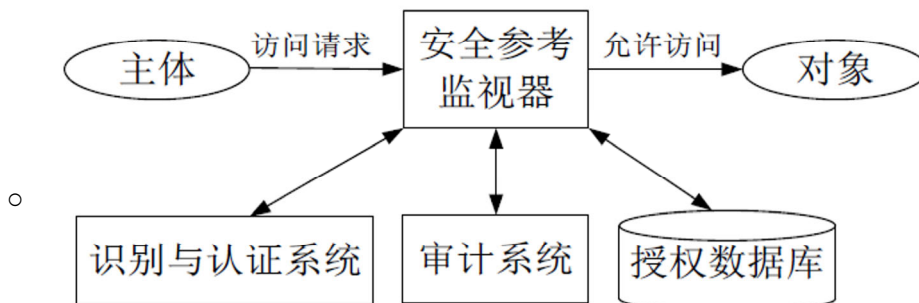 主体
访问请求
安全参考
监视器
允许访问
对象
识别与认证系统
审计系统
授权数据库